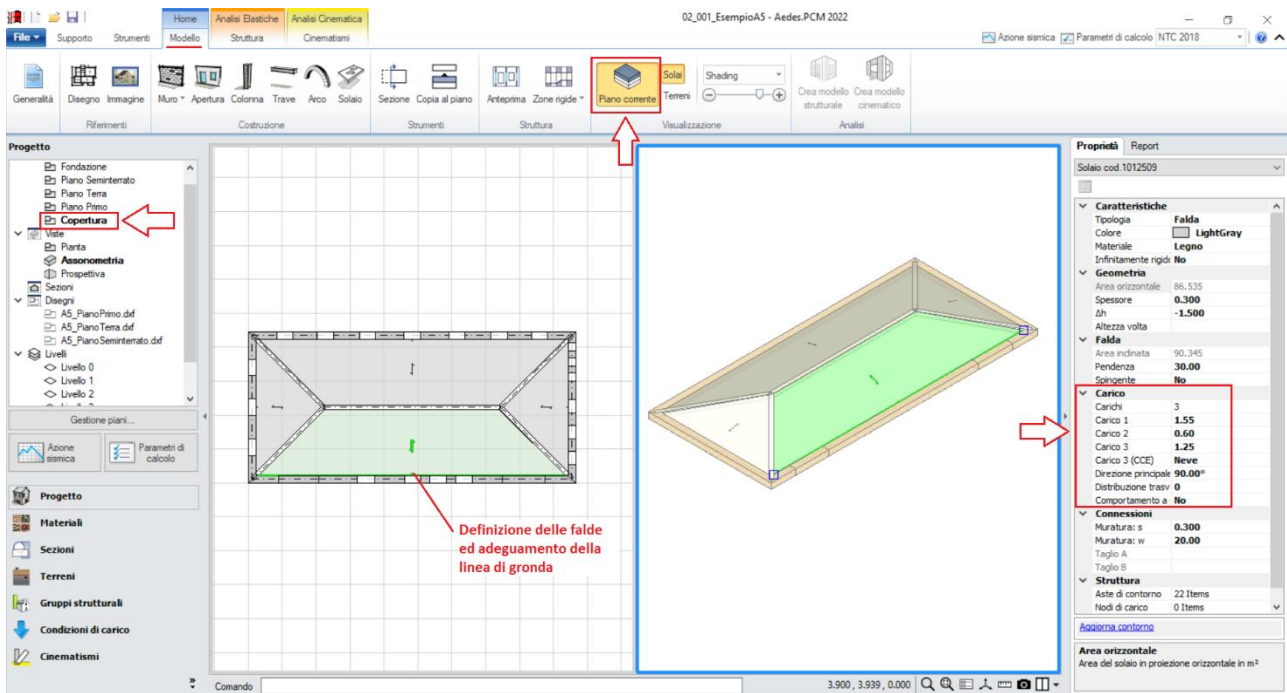 02_001_EsempioA5 - Aedes.PCM 2022
Home
Analisi Elastiche
Analisi Cinematica
File
Supporto
Strumenti
Modello
Struttura
Cinematismi
Azione sismica
Parametri di calcolo
NTC 2018
Generalità
Disegno
Immagine
Muro
Apertura
Colonna
Trave
Arco
Solaio
Sezione
Copia al piano
Anteprima
Zone rigide
Piano corrente
Solai
Terreni
Shading
Crea modello strutturale
Crea modello cinematico
Riferimenti
Costruzione
Strumenti
Struttura
Visualizzazione
Analisi
Progetto
Fondazione
Piano Seminterrato
Piano Terra
Piano Primo
Copertura
Viste
Pianta
Assonometria
Prospettiva
Sezioni
Disegni
A5_PianoPrimo.dxf
A5_PianoTerra.dxf
A5_PianoSeminterrato.dxf
Livelli
Livello 0
Livello 1
Livello 2
Gestione piani...
Azione sismica
Parametri di calcolo
Progetto
Materiali
Sezioni
Terreni
Gruppi strutturali
Condizioni di carico
Cinematismi
Definizione delle falde
ed adeguamento della
linea di gronda
Comando
3.900 , 3.939 , 0.000
Proprietà
Report
Solaio cod.1012509
Caratteristiche
Tipologia Falda
Colore LightGray
Materiale Legno
Infinitamente rigid No
Geometria
Area orizzontale 86.535
Spessore 0.300
Δh -1.500
Altezza volta
Falda
Area inclinata 90.345
Pendenza 30.00
Spingente No
Carico
Carichi 3
Carico 1 1.55
Carico 2 0.60
Carico 3 1.25
Carico 3 (CCE) Neve
Direzione principale 90.00°
Distribuzione trasv 0
Comportamento a No
Connessioni
Muratura: s 0.300
Muratura: w 20.00
Taglio A
Taglio B
Struttura
Aste di contorno 22 Items
Nodi di carico 0 Items
Aggiorna contorno
Area orizzontale
Area del solaio in proiezione orizzontale in m²